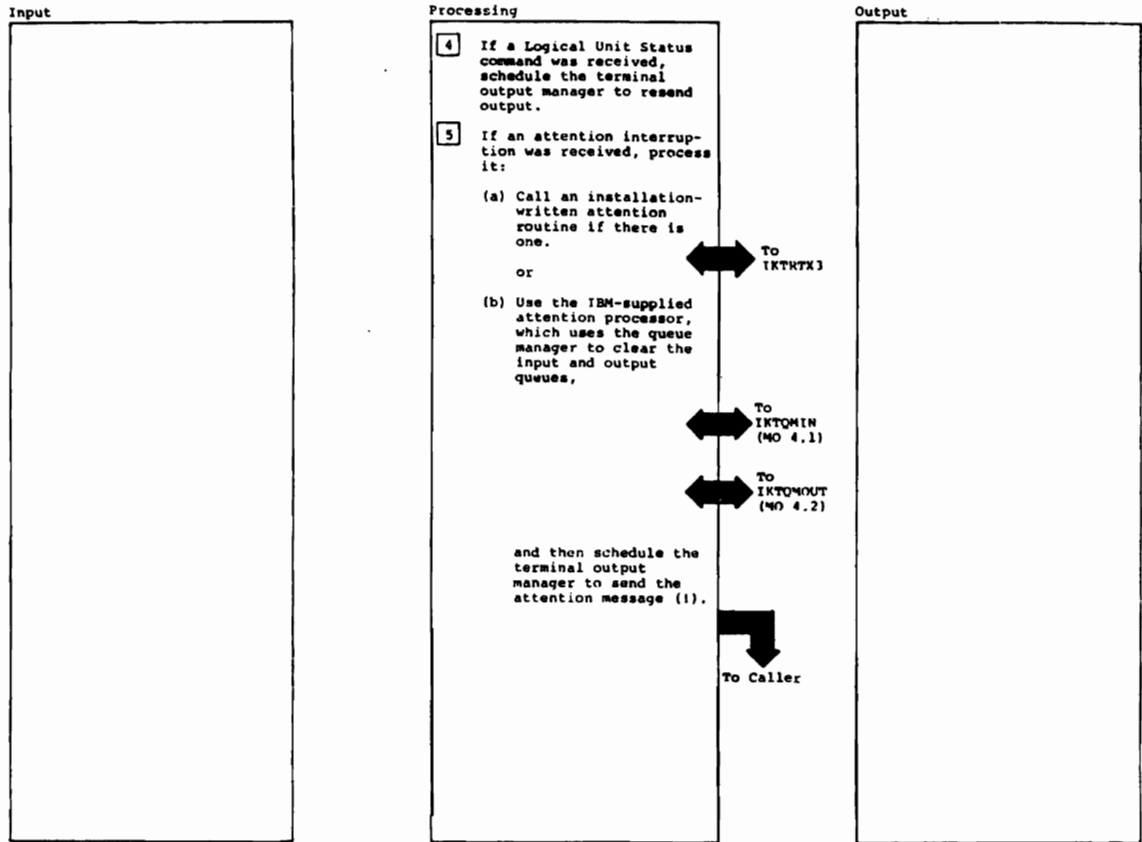 Input
Processing
Output
4 If a Logical Unit Status
command was received,
schedule the terminal
output manager to resend
output.
5 If an attention interrup-
tion was received, process
it:
(a) Call an installation-
written attention
routine if there is
one.
To
IKTRTX3
or
(b) Use the IBM-supplied
attention processor,
which uses the queue
manager to clear the
input and output
queues,
To
IKTQMIN
(MO 4.1)
To
IKTQMOUT
(MO 4.2)
and then schedule the
terminal output
manager to send the
attention message (!).
To Caller